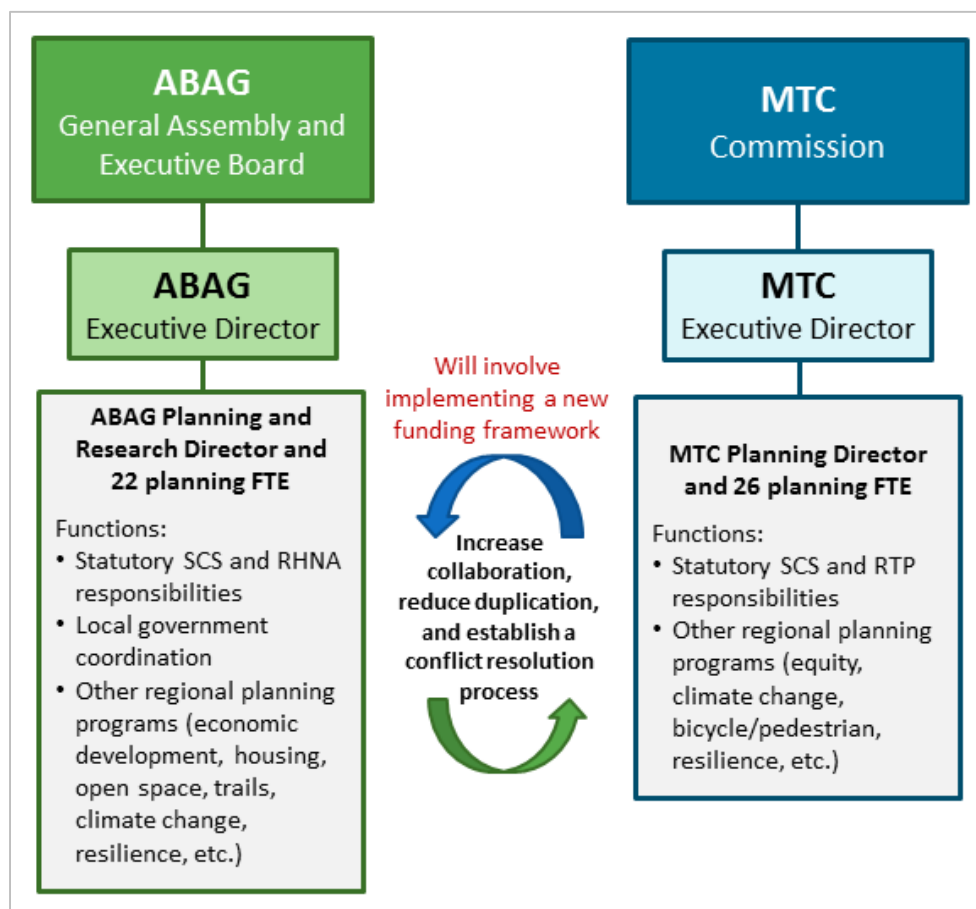 ABAG
General Assembly and
Executive Board
ABAG
Executive Director
ABAG Planning and
Research Director and
22 planning FTE
Functions:
• Statutory SCS and RHNA
responsibilities
• Local government
coordination
• Other regional planning
programs (economic
development, housing,
open space, trails,
climate change,
resilience, etc.)
Will involve
implementing a new
funding framework
Increase
collaboration,
reduce duplication,
and establish a
conflict resolution
process
MTC
Commission
MTC
Executive Director
MTC Planning Director
and 26 planning FTE
Functions:
• Statutory SCS and RTP
responsibilities
• Other regional planning
programs (equity,
climate change,
bicycle/pedestrian,
resilience, etc.)